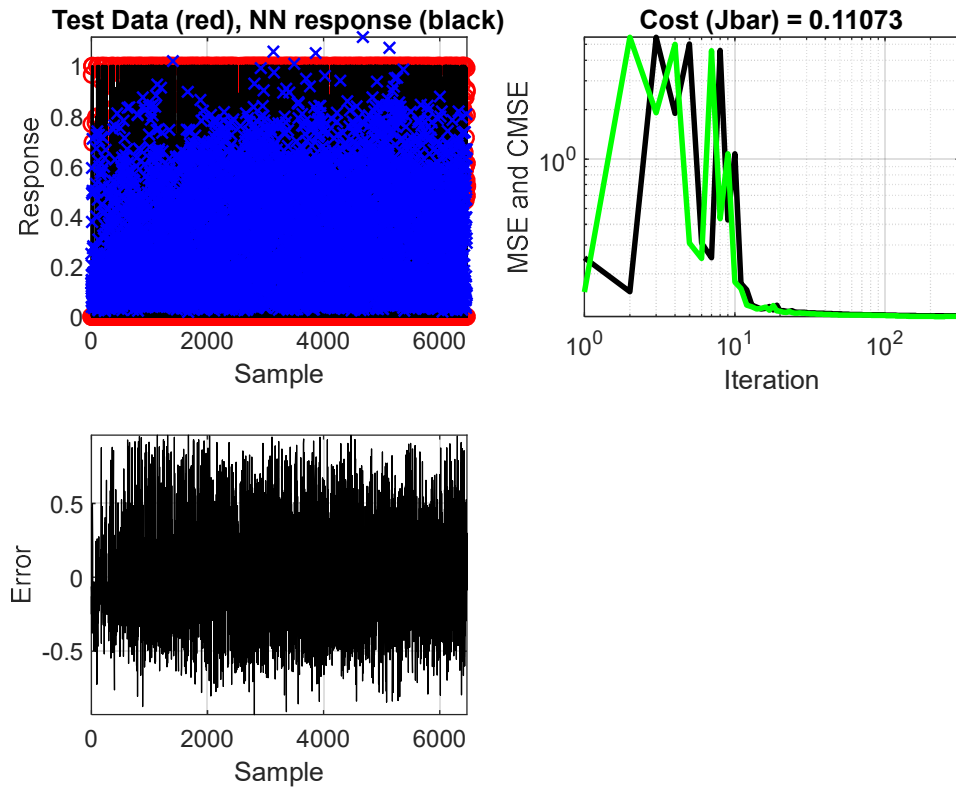 Test Data (red), NN response (black)
1
0.8
0.6
0.4
0.2
0
Response
0
2000
4000
6000
Sample
Cost (Jbar) = 0.11073
10^0
MSE and CMSE
10^0
10^1
10^2
Iteration
0.5
0
-0.5
Error
0
2000
4000
6000
Sample